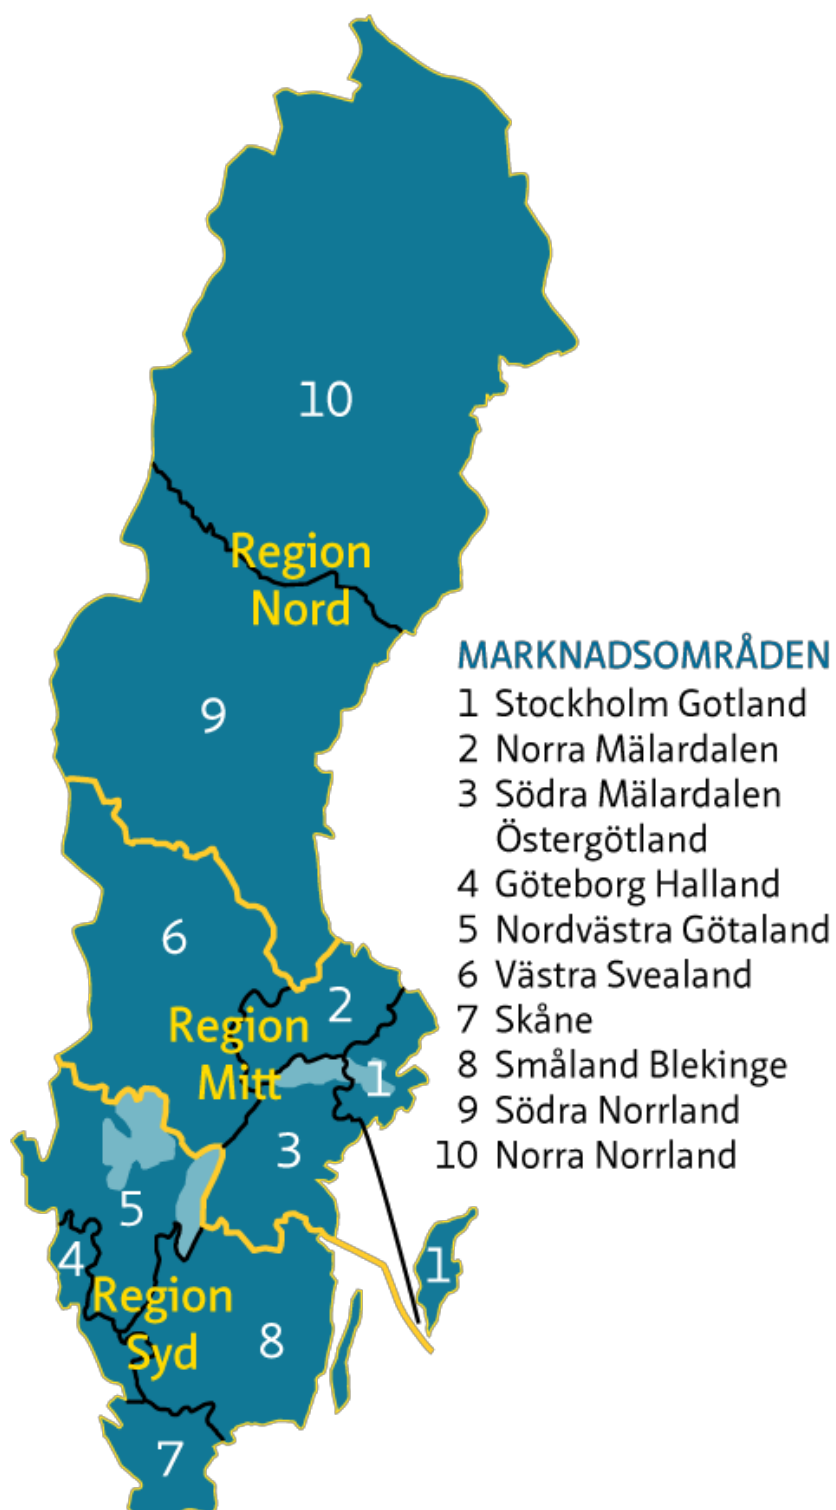 10
Region
Nord
9
MARKNADSOMRÅDEN
1 Stockholm Gotland
2 Norra Mälardalen
3 Södra Mälardalen
Östergötland
4 Göteborg Halland
5 Nordvästra Götaland
6 Västra Svealand
7 Skåne
8 Småland Blekinge
9 Södra Norrland
10 Norra Norrland
6
2
Region
Mitt
1
3
5
4
1
Region
Syd
8
7